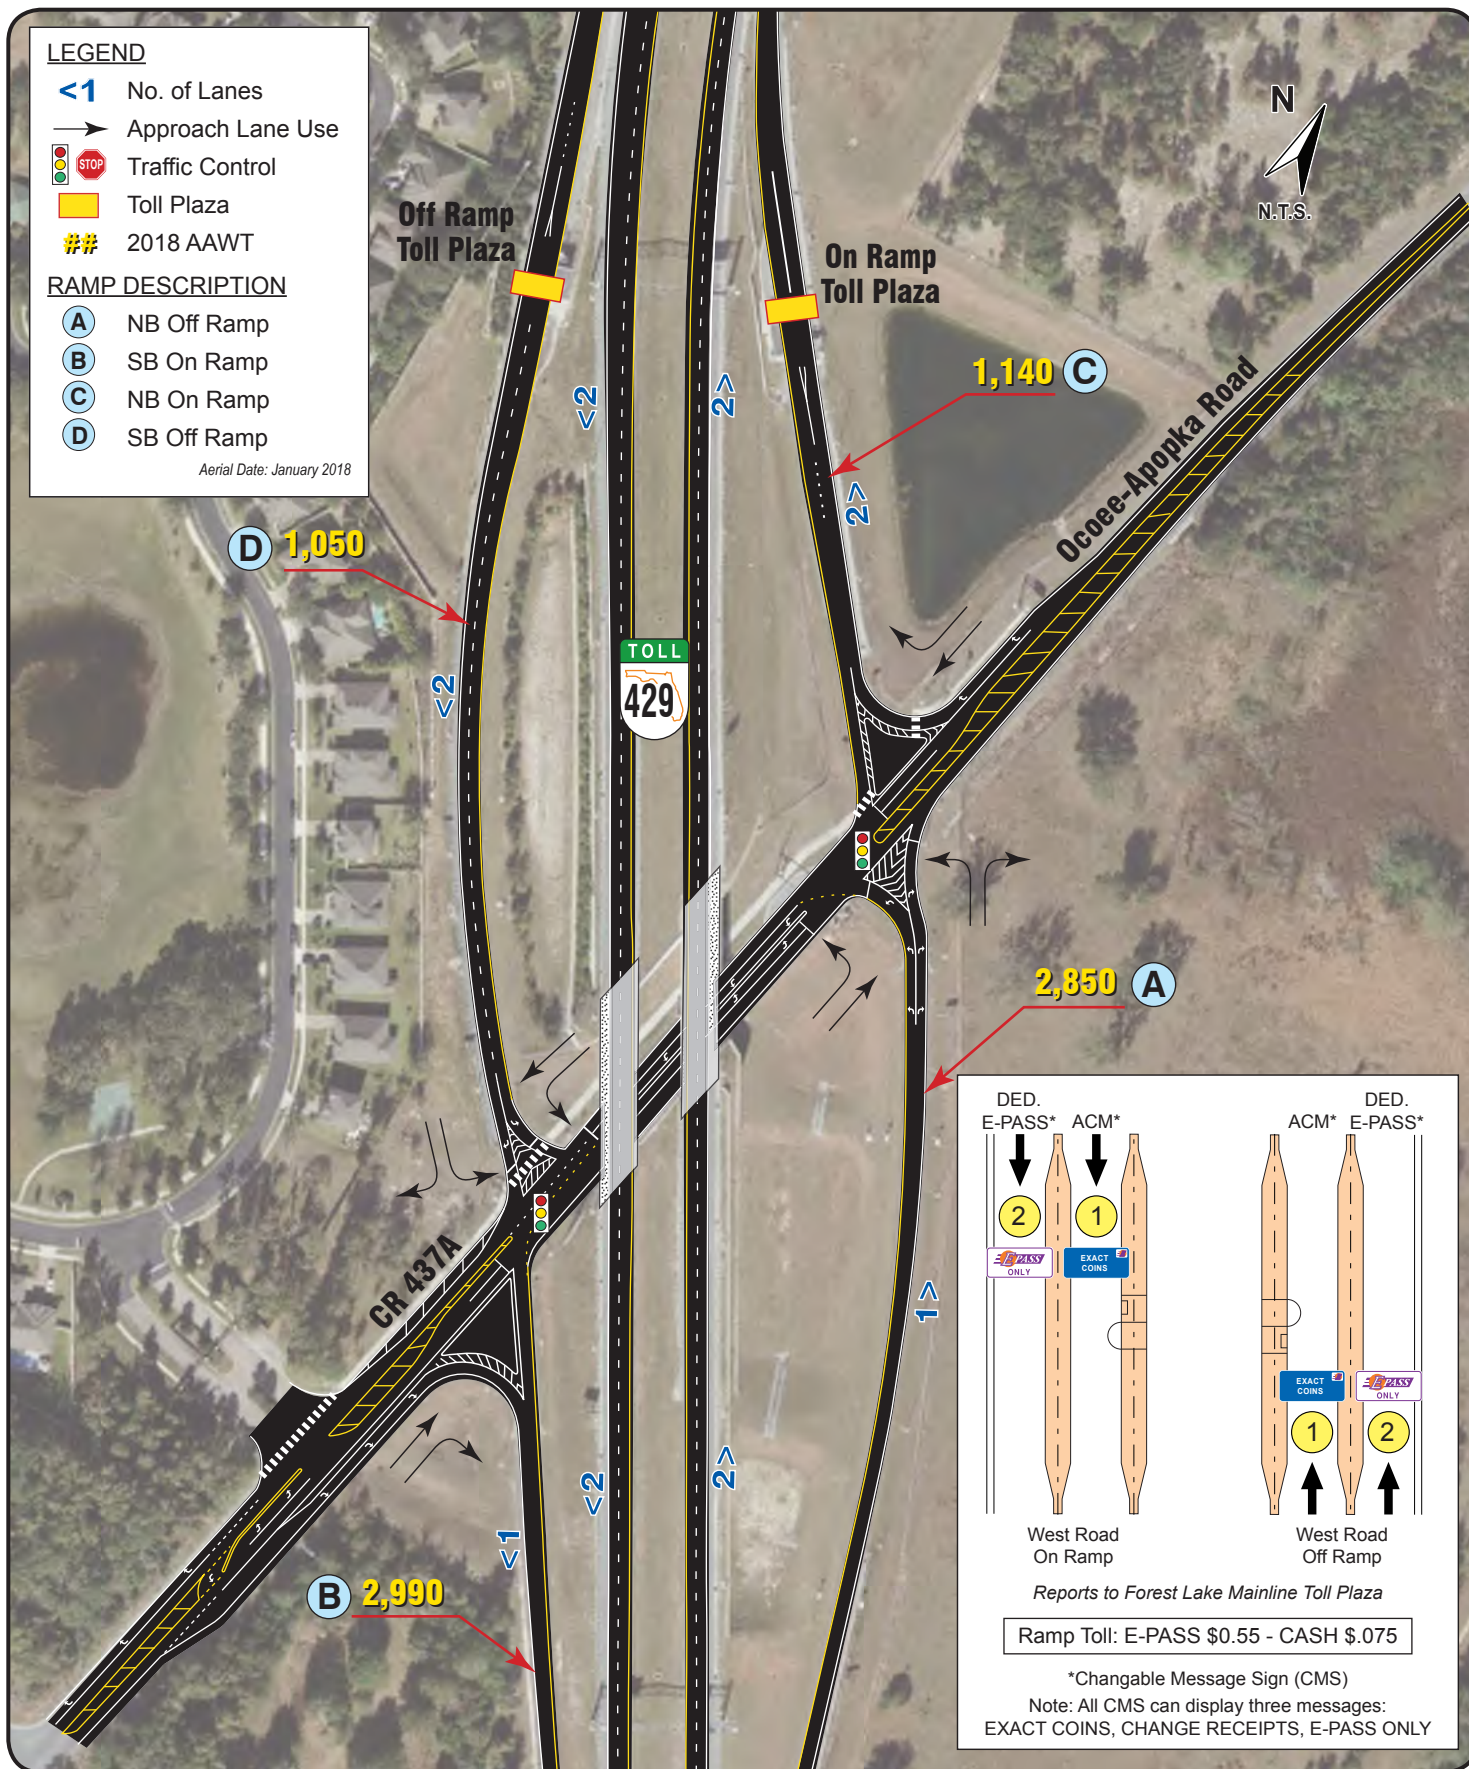 LEGEND
<1 No. of Lanes
Approach Lane Use
STOP Traffic Control
Toll Plaza
## 2018 AAWT
RAMP DESCRIPTION
A NB Off Ramp
B SB On Ramp
C NB On Ramp
D SB Off Ramp
Aerial Date: January 2018
N
N.T.S.
Off Ramp
Toll Plaza
On Ramp
Toll Plaza
<2
2>
1,140 C
2>
Ocoee-Apopka Road
D 1,050
<2
TOLL
429
2,850 A
CR 437A
1>
<2
2>
<1
B 2,990
DED.
E-PASS*
ACM*
2
1
E-PASS
ONLY
EXACT
COINS
West Road
On Ramp
ACM*
DED.
E-PASS*
EXACT
COINS
E-PASS
ONLY
1
2
West Road
Off Ramp
Reports to Forest Lake Mainline Toll Plaza
Ramp Toll: E-PASS $0.55 - CASH $.075
*Changable Message Sign (CMS)
Note: All CMS can display three messages:
EXACT COINS, CHANGE RECEIPTS, E-PASS ONLY